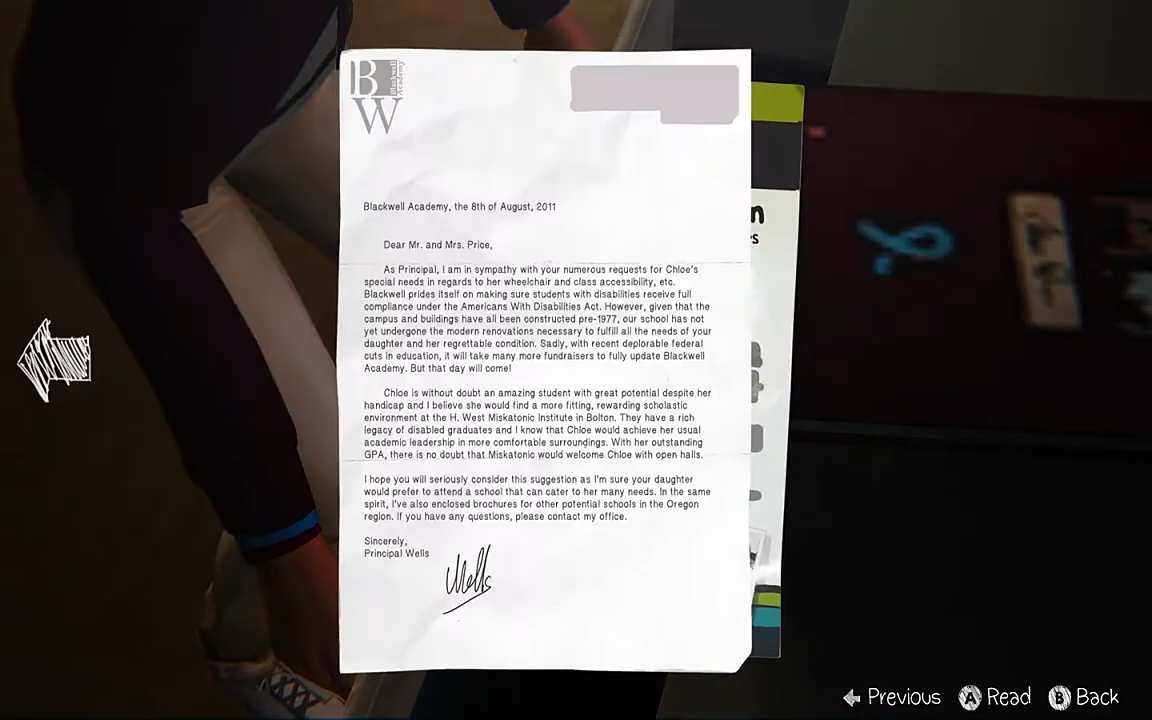 B Blackwell Academy
W
Blackwell Academy, the 8th of August, 2011
Dear Mr. and Mrs. Price,
As Principal, I am in sympathy with your numerous requests for Chloe's
special needs in regards to her wheelchair and class accessibility, etc.
Blackwell prides itself on making sure students with disabilities receive full
compliance under the Americans With Disabilities Act. However, given that the
campus and buildings have all been constructed pre-1977, our school has not
yet undergone the modern renovations necessary to fulfill all the needs of your
daughter and her regrettable condition. Sadly, with recent deplorable federal
cuts in education, it will take many more fundraisers to fully update Blackwell
Academy. But that day will come!
Chloe is without doubt an amazing student with great potential despite her
handicap and I believe she would find a more fitting, rewarding scholastic
environment at the H. West Miskatonic Institute in Bolton. They have a rich
legacy of disabled graduates and I know that Chloe would achieve her usual
academic leadership in more comfortable surroundings. With her outstanding
GPA, there is no doubt that Miskatonic would welcome Chloe with open halls.
I hope you will seriously consider this suggestion as I'm sure your daughter
would prefer to attend a school that can cater to her many needs. In the same
spirit, I've also enclosed brochures for other potential schools in the Oregon
region. If you have any questions, please contact my office.
Sincerely,
Principal Wells
Wells
Previous A Read B Back